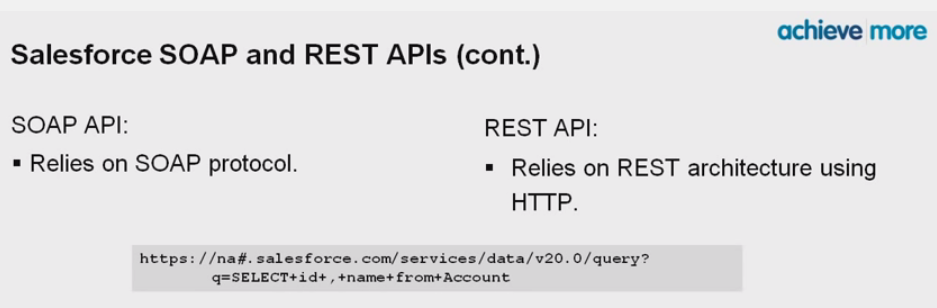 achieve more
Salesforce SOAP and REST APIs (cont.)
SOAP API:
▪ Relies on SOAP protocol.
REST API:
▪ Relies on REST architecture using
HTTP.
https://na#.salesforce.com/services/data/v20.0/query?
q=SELECT+id+,+name+from+Account